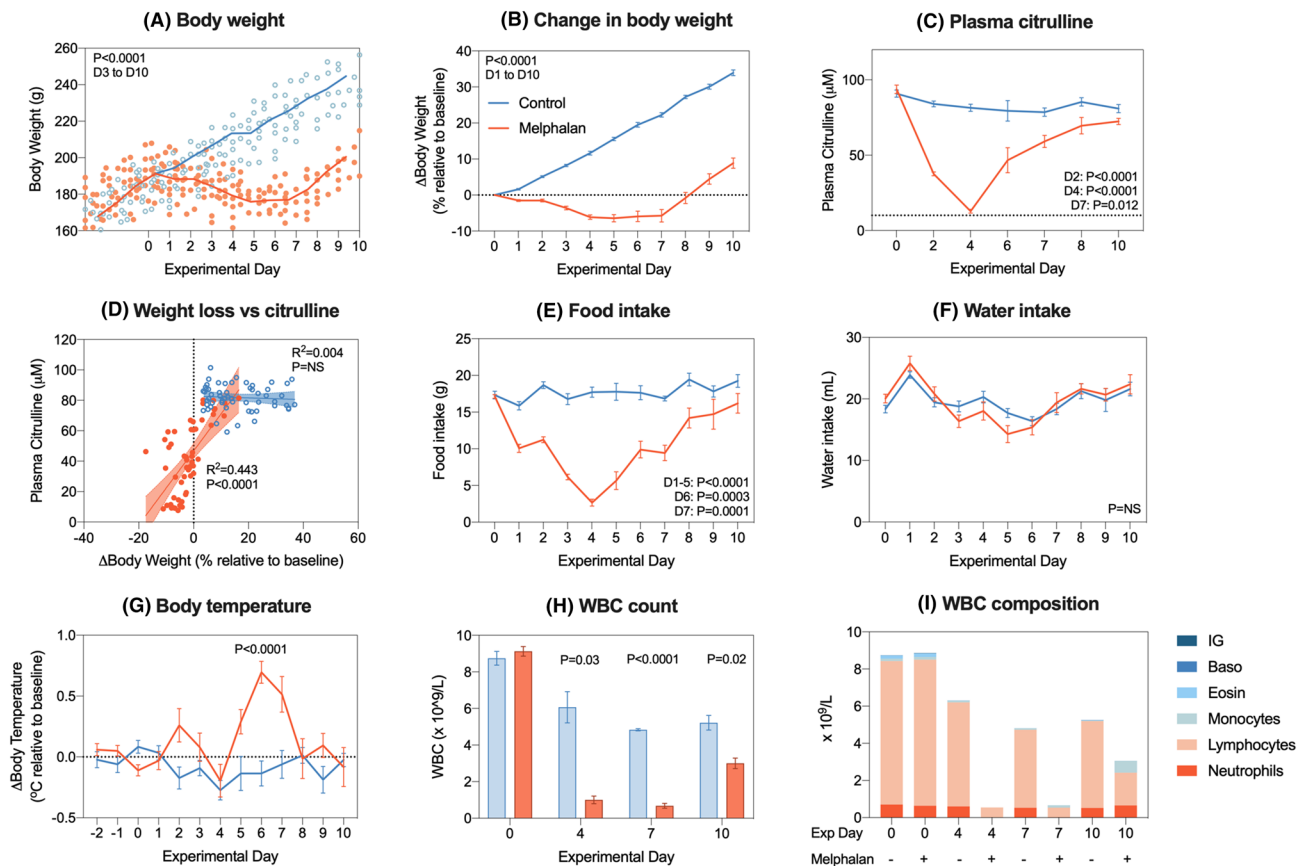 (A) Body weight
260
240
220
200
180
160
Body Weight (g)
P<0.0001
D3 to D10
0 1 2 3 4 5 6 7 8 9 10
Experimental Day
(B) Change in body weight
40
30
20
10
0
-10
ΔBody Weight
(% relative to baseline)
P<0.0001
D1 to D10
Control
Melphalan
0 1 2 3 4 5 6 7 8 9 10
Experimental Day
(C) Plasma citrulline
100
50
0
Plasma Citrulline (μM)
D2: P<0.0001
D4: P<0.0001
D7: P=0.012
0 2 4 6 7 8 10
Experimental Day
(D) Weight loss vs citrulline
120
100
80
60
40
20
0
Plasma Citrulline (μM)
R²=0.004
P=NS
R²=0.443
P<0.0001
-40 -20 0 20 40 60
ΔBody Weight (% relative to baseline)
(E) Food intake
25
20
15
10
5
0
Food intake (g)
D1-5: P<0.0001
D6: P=0.0003
D7: P=0.0001
0 1 2 3 4 5 6 7 8 9 10
Experimental Day
(F) Water intake
30
20
10
0
Water intake (mL)
P=NS
0 1 2 3 4 5 6 7 8 9 10
Experimental Day
(G) Body temperature
1.0
0.5
0.0
-0.5
ΔBody Temperature
(ºC relative to baseline)
P<0.0001
-2 -1 0 1 2 3 4 5 6 7 8 9 10
Experimental Day
(H) WBC count
10
8
6
4
2
0
WBC (x 10^9/L)
P=0.03 P<0.0001 P=0.02
0 4 7 10
Experimental Day
(I) WBC composition
10
8
6
4
2
0
x 10⁹/L
Exp Day 0 0 4 4 7 7 10 10
Melphalan - + - + - + - +
IG
Baso
Eosin
Monocytes
Lymphocytes
Neutrophils